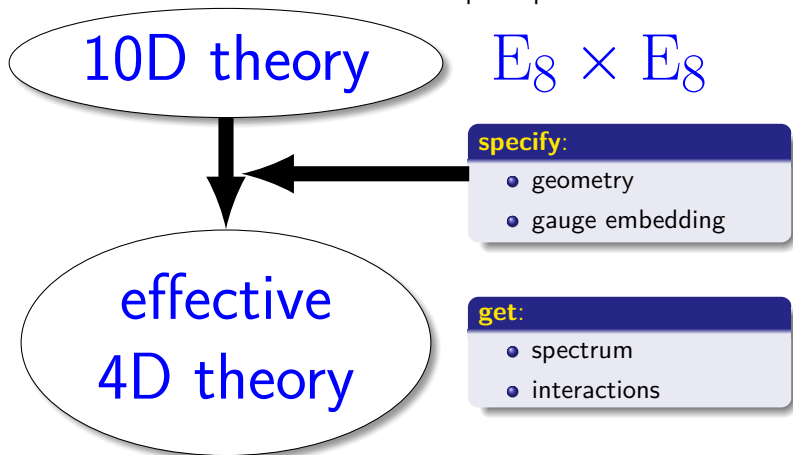 10D theory
E₈ × E₈
specify:
geometry
gauge embedding
effective
4D theory
get:
spectrum
interactions